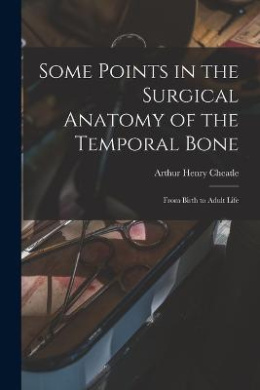 SOME POINTS IN THE
SURGICAL
ANATOMY OF THE
TEMPORAL BONE
Arthur Henry Cheatle
From Birth to Adult Life